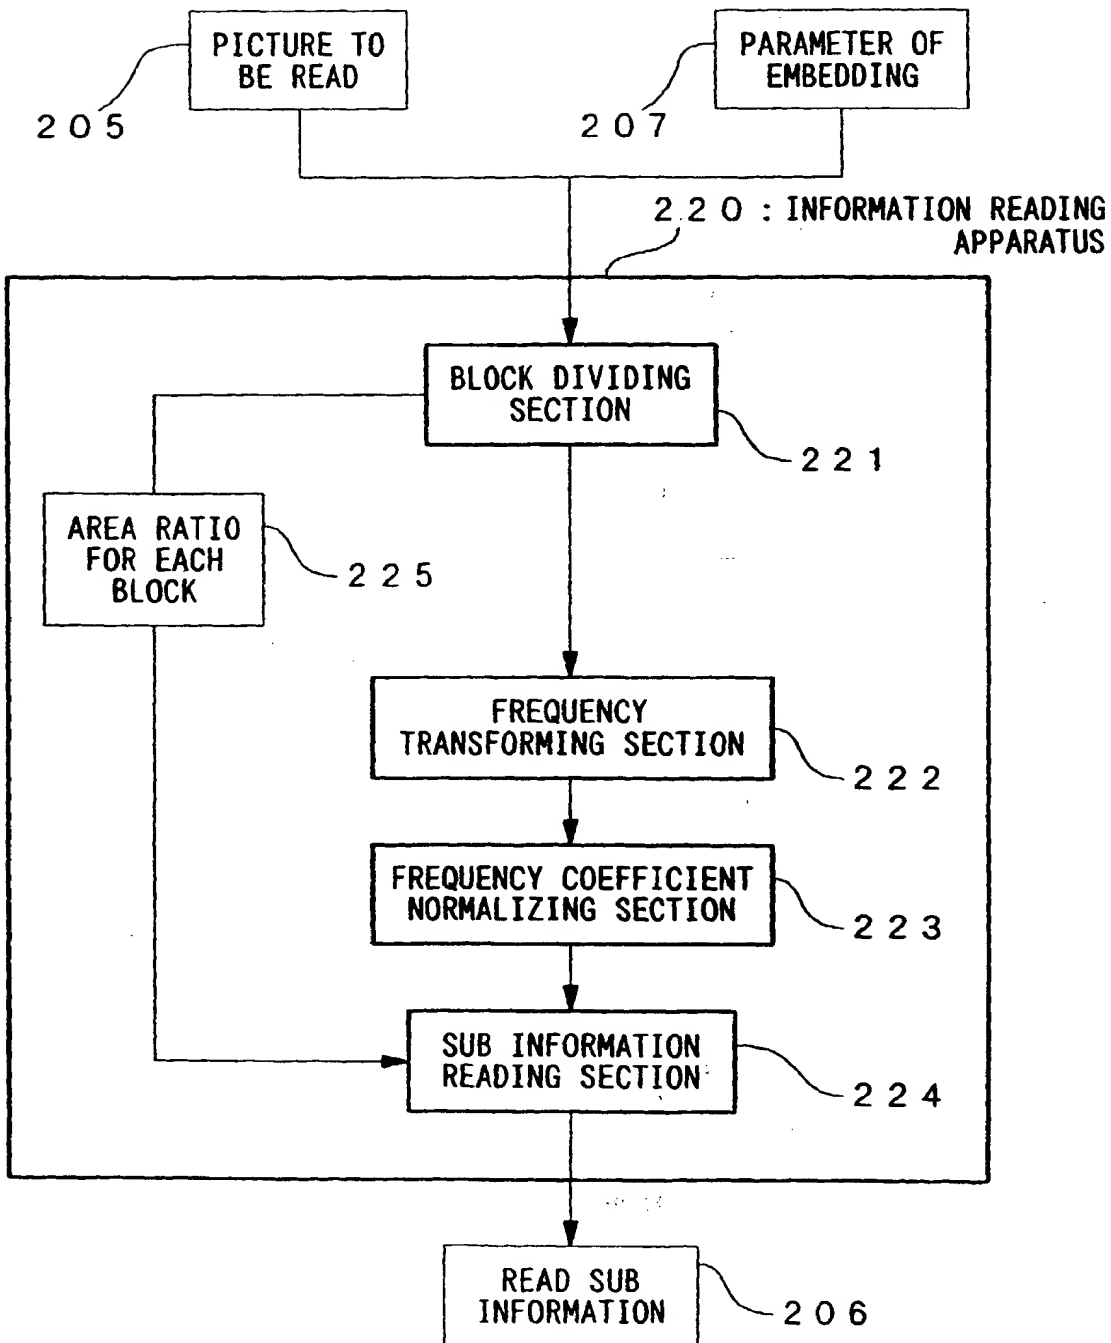 PICTURE TO
BE READ
205
PARAMETER OF
EMBEDDING
207
220 : INFORMATION READING
APPARATUS
BLOCK DIVIDING
SECTION
221
AREA RATIO
FOR EACH
BLOCK
225
FREQUENCY
TRANSFORMING SECTION
222
FREQUENCY COEFFICIENT
NORMALIZING SECTION
223
SUB INFORMATION
READING SECTION
224
READ SUB
INFORMATION
206